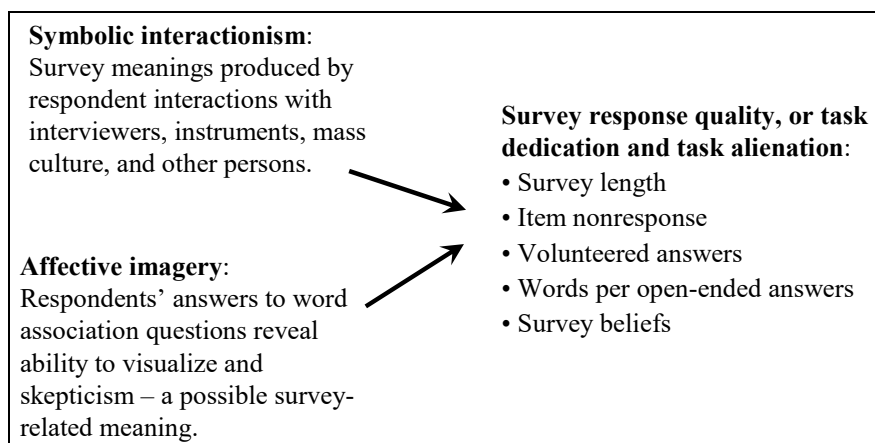 Symbolic interactionism:
Survey meanings produced by
respondent interactions with
interviewers, instruments, mass
culture, and other persons.
Affective imagery:
Respondents’ answers to word
association questions reveal
ability to visualize and
skepticism – a possible survey-
related meaning.
Survey response quality, or task
dedication and task alienation:
• Survey length
• Item nonresponse
• Volunteered answers
• Words per open-ended answers
• Survey beliefs